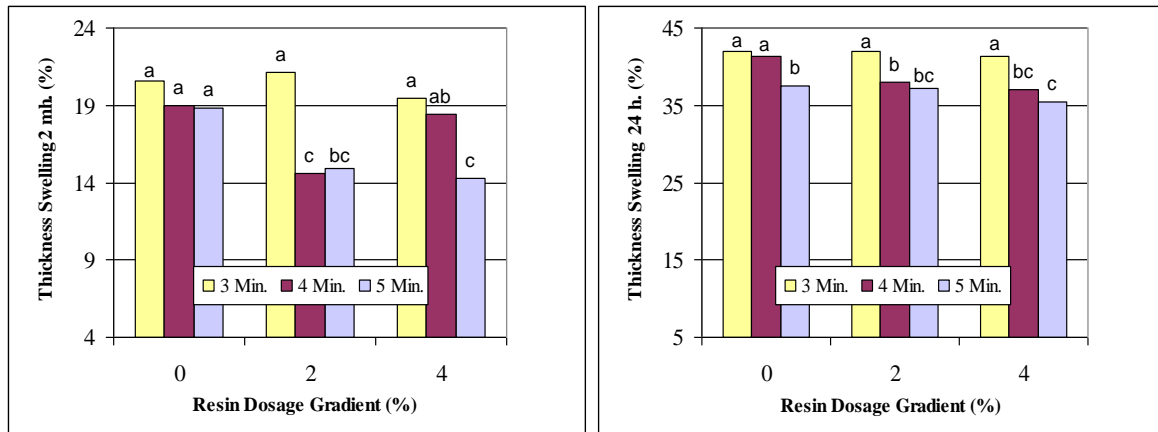 Thickness Swelling 2 mh. (%)
24
19
14
9
4
a
a
a
a
c
bc
a
ab
c
3 Min.
4 Min.
5 Min.
0
2
4
Resin Dosage Gradient (%)
Thickness Swelling 24 h. (%)
45
35
25
15
5
a
a
b
a
b
bc
a
bc
c
3 Min.
4 Min.
5 Min.
0
2
4
Resin Dosage Gradient (%)